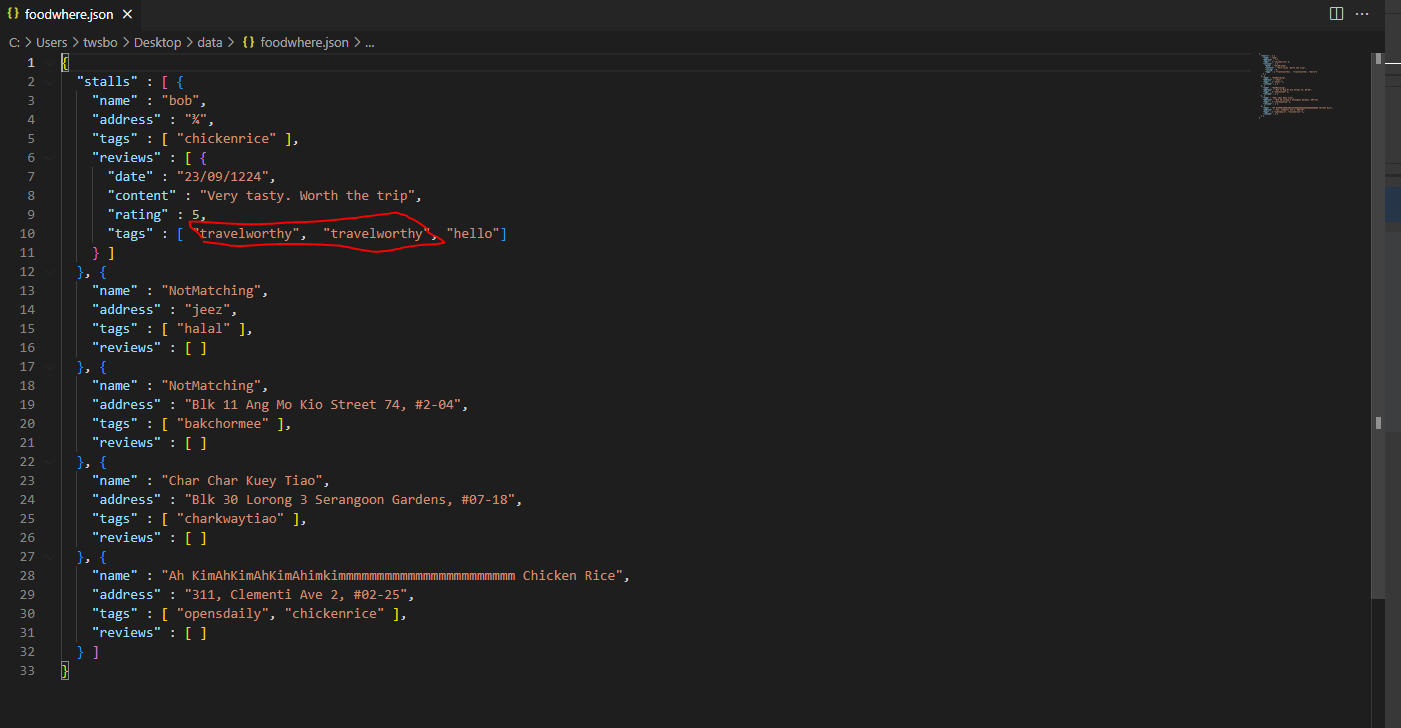 {} foodwhere.json ×
C: > Users > twsbo > Desktop > data > {} foodwhere.json > ...
1 {
2 "stalls" : [ {
3 "name" : "bob",
4 "address" : "¾",
5 "tags" : [ "chickenrice" ],
6 "reviews" : [ {
7 "date" : "23/09/1224",
8 "content" : "Very tasty. Worth the trip",
9 "rating" : 5,
10 "tags" : [ "travelworthy",  "travelworthy", "hello"]
11 } ]
12 }, {
13 "name" : "NotMatching",
14 "address" : "jeez",
15 "tags" : [ "halal" ],
16 "reviews" : [ ]
17 }, {
18 "name" : "NotMatching",
19 "address" : "Blk 11 Ang Mo Kio Street 74, #2-04",
20 "tags" : [ "bakchormee" ],
21 "reviews" : [ ]
22 }, {
23 "name" : "Char Char Kuey Tiao",
24 "address" : "Blk 30 Lorong 3 Serangoon Gardens, #07-18",
25 "tags" : [ "charkwaytiao" ],
26 "reviews" : [ ]
27 }, {
28 "name" : "Ah KimAhKimAhKimAhimkimmmmmmmmmmmmmmmmmmmmmmm Chicken Rice",
29 "address" : "311, Clementi Ave 2, #02-25",
30 "tags" : [ "opensdaily", "chickenrice" ],
31 "reviews" : [ ]
32 } ]
33 }